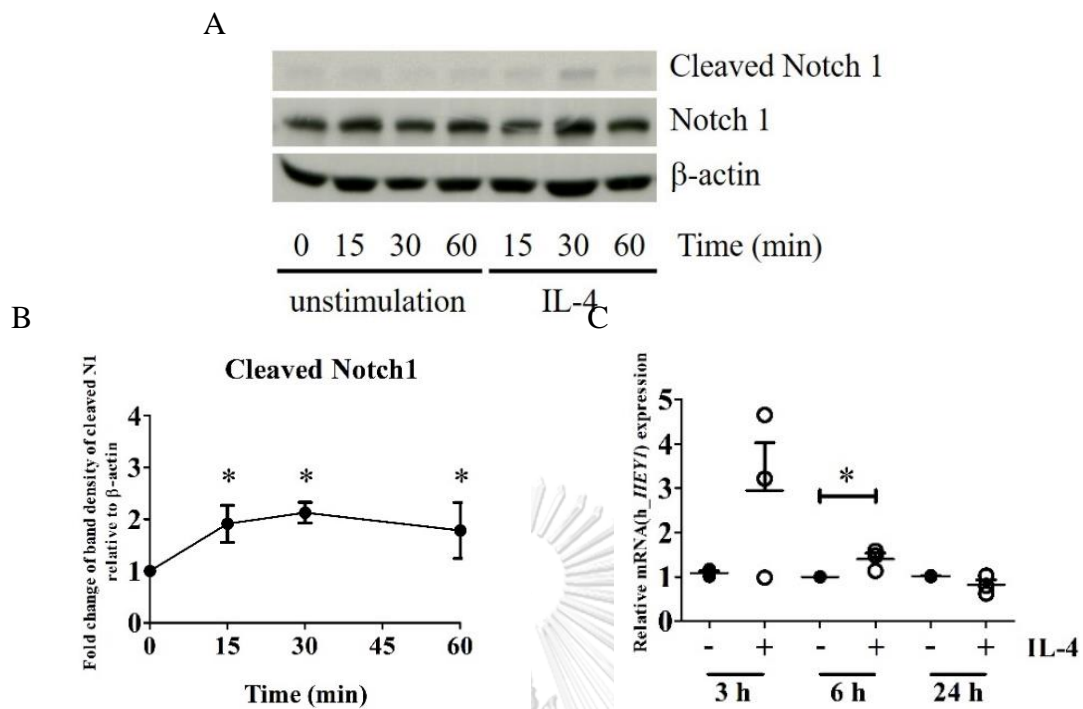 A
Cleaved Notch 1
Notch 1
β-actin
0 15 30 60 15 30 60 Time (min)
unstimulation IL-4
B
Cleaved Notch1
Fold change of band density of cleaved N1
relative to β-actin
4
3
2
1
0
* * *
0 15 30 45 60
Time (min)
C
Relative mRNA(h_HEY1) expression
5
4
3
2
1
0
*
- + - + - + IL-4
3 h 6 h 24 h